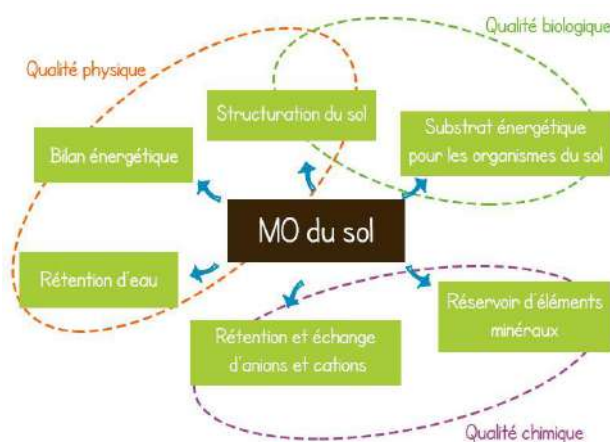 Qualité biologique
Qualité physique
Structuration du sol
Bilan énergétique
Substrat énergétique
pour les organismes du sol
MO du sol
Rétention d'eau
Réservoir d'éléments
minéraux
Rétention et échange
d'anions et cations
Qualité chimique